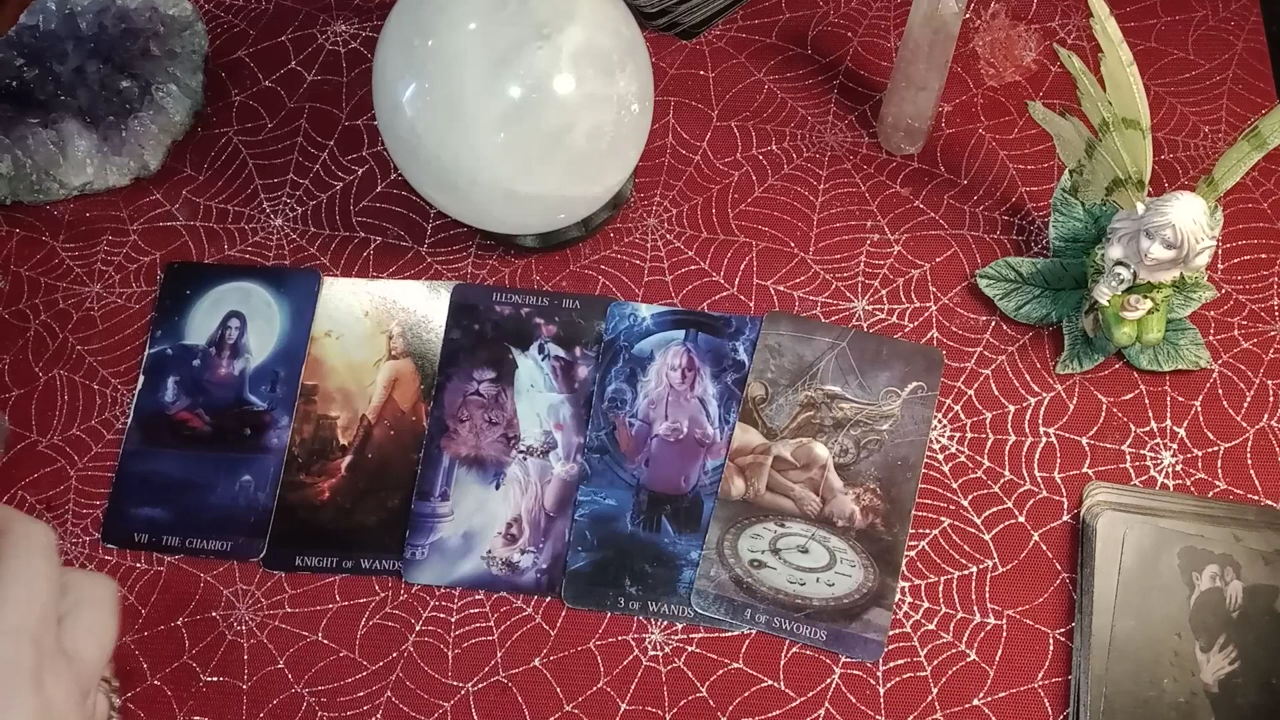 VII - THE CHARIOT
KNIGHT OF WANDS
VIII - STRENGTH
3 OF WANDS
4 OF SWORDS